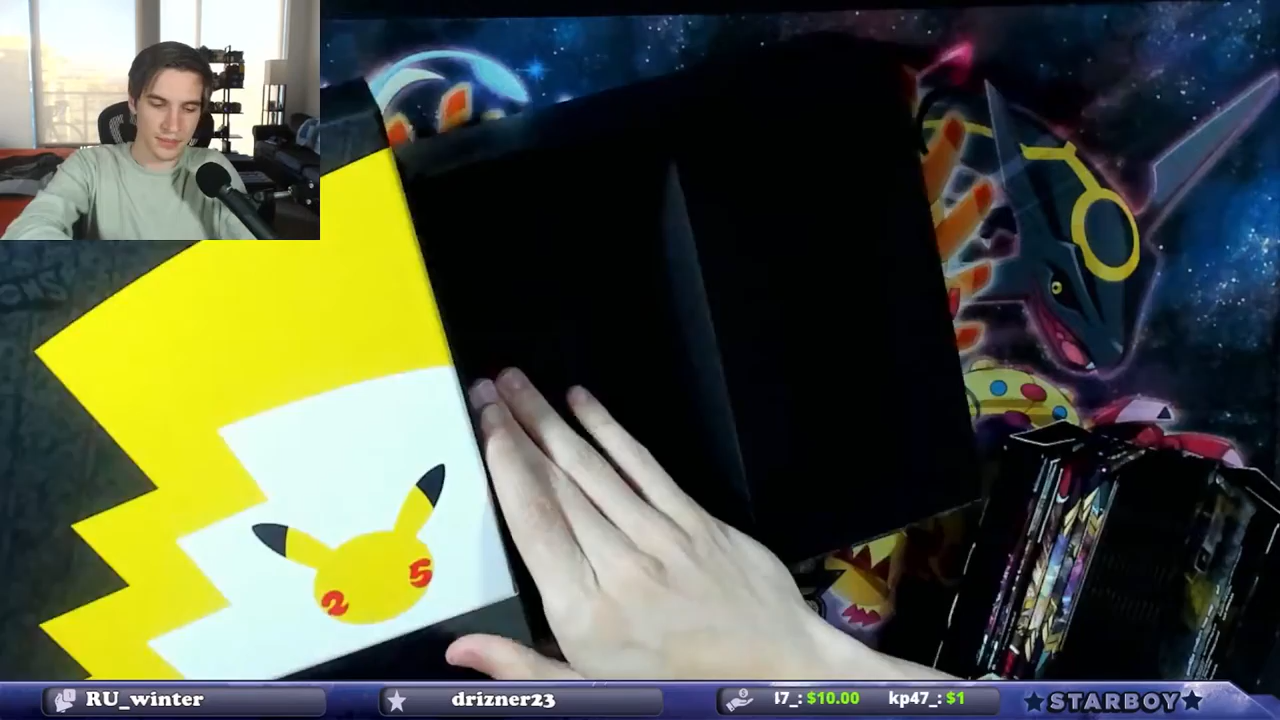 2 5
RU_winter
drizner23
l7_: $10.00 kp47_: $1
STARBOY